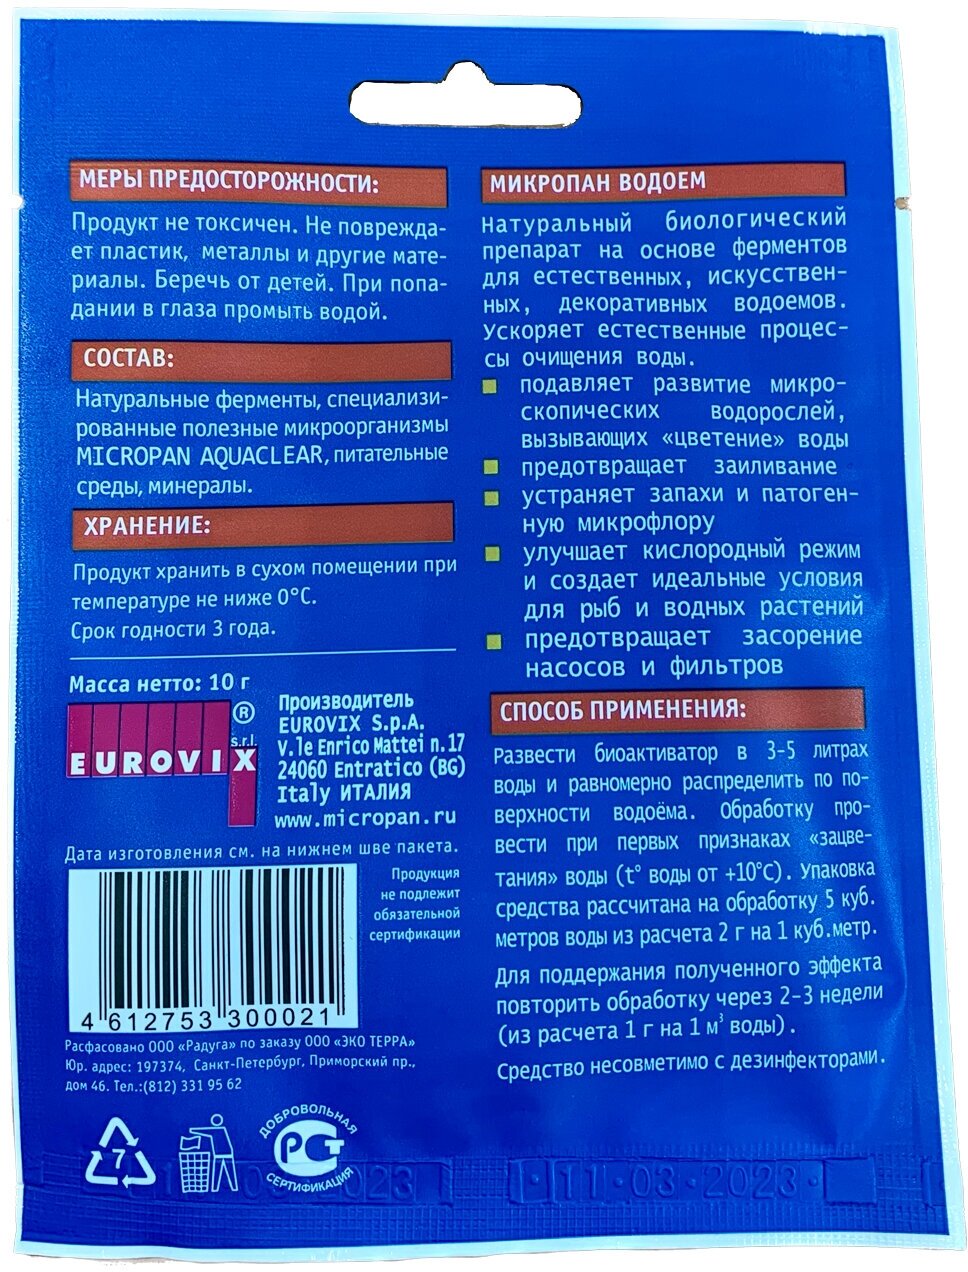 МЕРЫ ПРЕДОСТОРОЖНОСТИ:
Продукт не токсичен. Не поврежда-
ет пластик, металлы и другие мате-
риалы. Беречь от детей. При попа-
дании в глаза промыть водой.
СОСТАВ:
Натуральные ферменты, специализи-
рованные полезные микроорганизмы
MICROPAN AQUACLEAR, питательные
среды, минералы.
ХРАНЕНИЕ:
Продукт хранить в сухом помещении при
температуре не ниже 0°С.
Срок годности 3 года.
Масса нетто: 10 г
EUROVIX
®
s.r.l.
Производитель
EUROVIX S.p.A.
V.le Enrico Mattei n.17
24060 Entratico (BG)
Italy ИТАЛИЯ
www.micropan.ru
Дата изготовления см. на нижнем шве пакета.
Продукция
не подлежит
обязательной
сертификации
4 612753 300021
Расфасовано ООО «Радуга» по заказу ООО «ЭКО ТЕРРА»
Юр. адрес: 197374, Санкт-Петербург, Приморский пр.,
дом 46. Тел.:(812) 331 95 62
7
ДОБРОВОЛЬНАЯ
РСТ
СЕРТИФИКАЦИЯ
МИКРОПАН ВОДОЕМ
Натуральный биологический
препарат на основе ферментов
для естественных, искусствен-
ных, декоративных водоемов.
Ускоряет естественные процес-
сы очищения воды.
подавляет развитие микро-
скопических водорослей,
вызывающих «цветение» воды
предотвращает заиливание
устраняет запахи и патоген-
ную микрофлору
улучшает кислородный режим
и создает идеальные условия
для рыб и водных растений
предотвращает засорение
насосов и фильтров
СПОСОБ ПРИМЕНЕНИЯ:
Развести биоактиватор в 3-5 литрах
воды и равномерно распределить по по-
верхности водоёма. Обработку про-
вести при первых признаках «зацве-
тания» воды (t° воды от +10°С). Упаковка
средства рассчитана на обработку 5 куб.
метров воды из расчета 2 г на 1 куб.метр.
Для поддержания полученного эффекта
повторить обработку через 2-3 недели
(из расчета 1 г на 1 м³ воды).
Средство несовместимо с дезинфекторами.
11·03·2023